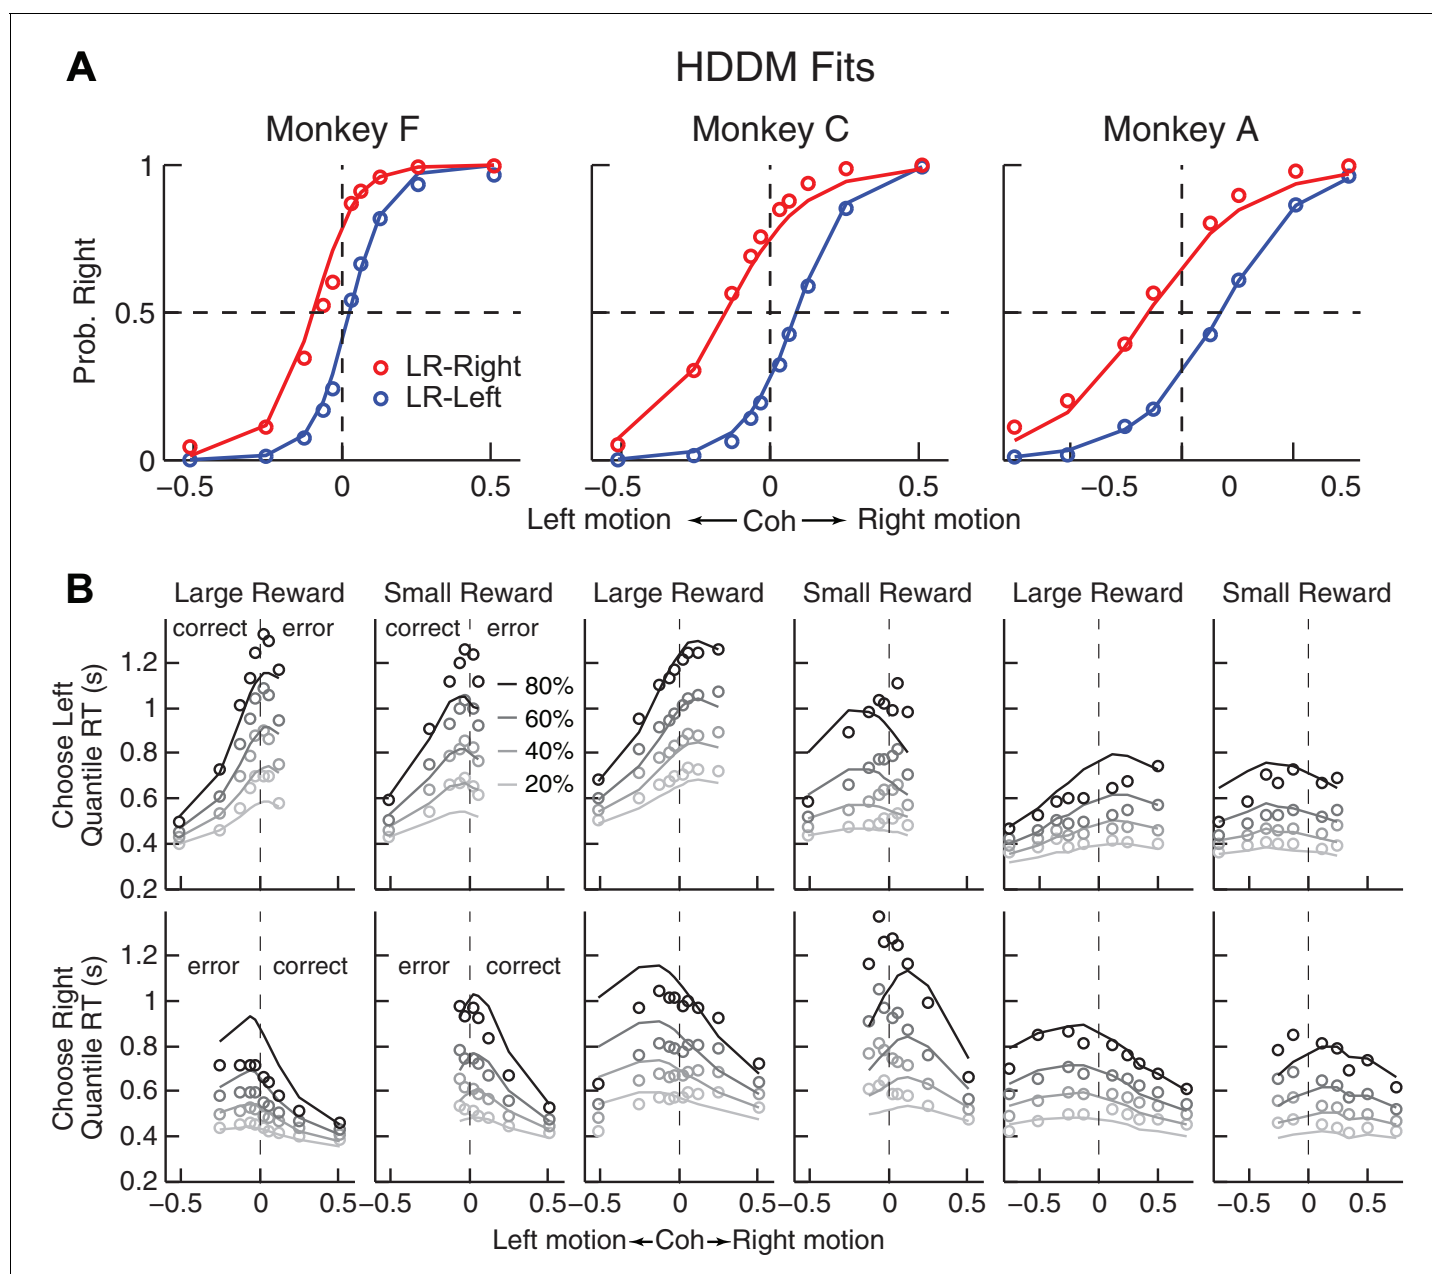 A
HDDM Fits
Monkey F
Monkey C
Monkey A
Prob. Right
1
0.5
0
LR-Right
LR-Left
−0.5 0 0.5
−0.5 0 0.5
−0.5 0 0.5
Left motion Coh Right motion
B
Large Reward
Small Reward
Large Reward
Small Reward
Large Reward
Small Reward
correct error
correct error
Choose Left
Quantile RT (s)
1.2
1
0.8
0.6
0.4
0.2
80%
60%
40%
20%
Choose Right
Quantile RT (s)
1.2
1
0.8
0.6
0.4
0.2
error correct
error correct
−0.5 0 0.5
−0.5 0 0.5
−0.5 0 0.5
−0.5 0 0.5
−0.5 0 0.5
−0.5 0 0.5
Left motion Coh Right motion